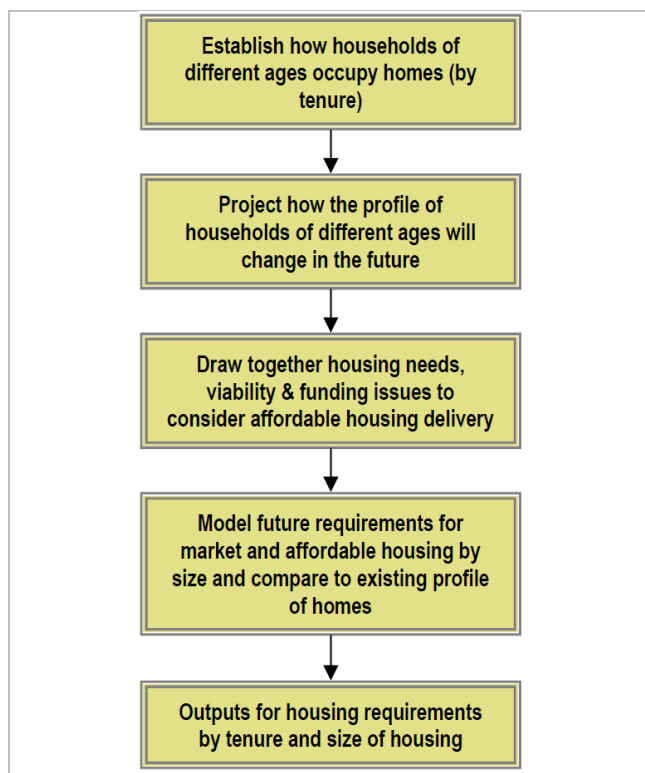 Establish how households of
different ages occupy homes (by
tenure)
Project how the profile of
households of different ages will
change in the future
Draw together housing needs,
viability & funding issues to
consider affordable housing delivery
Model future requirements for
market and affordable housing by
size and compare to existing profile
of homes
Outputs for housing requirements
by tenure and size of housing